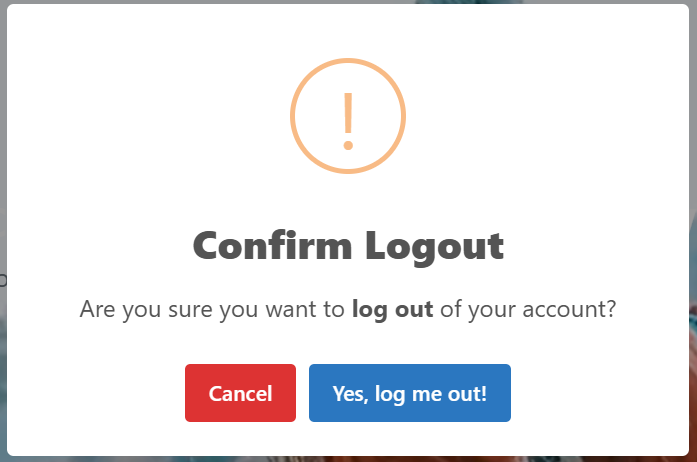 !
Confirm Logout
Are you sure you want to log out of your account?
Cancel
Yes, log me out!